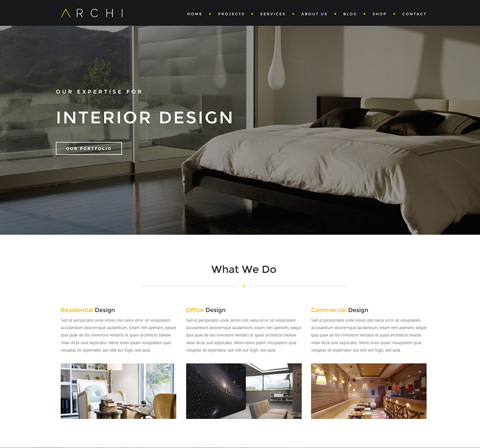 ARCHI
HOME • PROJECTS • SERVICES • ABOUT US • BLOG • SHOP • CONTACT
OUR EXPERTISE FOR
INTERIOR DESIGN
OUR PORTFOLIO
What We Do
Residential Design
Sed ut perspiciatis unde omnis iste natus error sit voluptatem
accusantium doloremque laudantium, totam rem aperiam, eaque
ipsa quae ab illo inventore veritatis et quasi architecto beatae
vitae dicta sunt explicabo. Nemo enim ipsam voluptatem quia
voluptas sit aspernatur aut odit aut fugit, sed quia
Office Design
Sed ut perspiciatis unde omnis iste natus error sit voluptatem
accusantium doloremque laudantium, totam rem aperiam, eaque
ipsa quae ab illo inventore veritatis et quasi architecto beatae
vitae dicta sunt explicabo. Nemo enim ipsam voluptatem quia
voluptas sit aspernatur aut odit aut fugit, sed quia
Commercial Design
Sed ut perspiciatis unde omnis iste natus error sit voluptatem
accusantium doloremque laudantium, totam rem aperiam, eaque
ipsa quae ab illo inventore veritatis et quasi architecto beatae
vitae dicta sunt explicabo. Nemo enim ipsam voluptatem quia
voluptas sit aspernatur aut odit aut fugit, sed quia